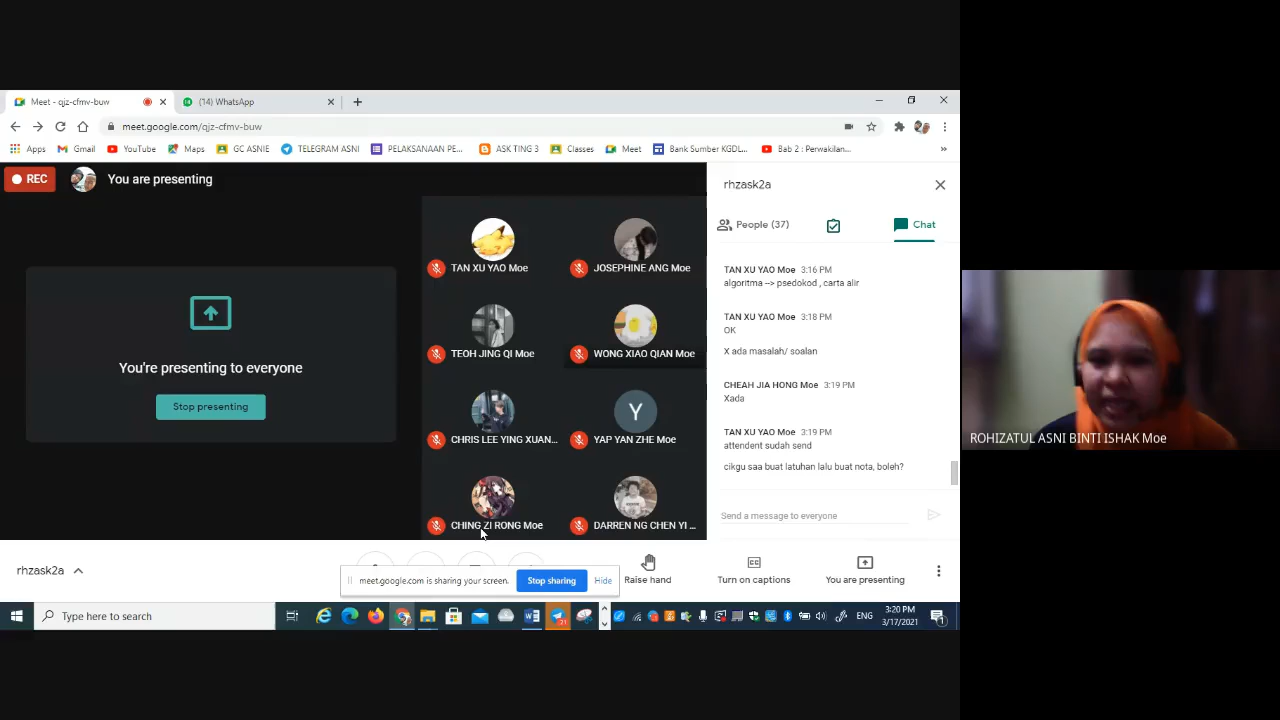 Meet - qjz-cfmv-buw
(14) WhatsApp
meet.google.com/qjz-cfmv-buw
Apps
Gmail
YouTube
Maps
GC ASNIE
TELEGRAM ASNI
PELAKSANAAN PE...
ASK TING 3
Classes
Meet
Bank Sumber KGDL...
Bab 2 : Perwakilan...
REC
You are presenting
You're presenting to everyone
Stop presenting
TAN XU YAO Moe
JOSEPHINE ANG Moe
TEOH JING QI Moe
WONG XIAO QIAN Moe
CHRIS LEE YING XUAN...
Y
YAP YAN ZHE Moe
CHING ZI RONG Moe
DARREN NG CHEN YI ...
rhzask2a
People (37)
Chat
TAN XU YAO Moe 3:16 PM
algoritma --> psedokod , carta alir
TAN XU YAO Moe 3:18 PM
OK
X ada masalah/ soalan
CHEAH JIA HONG Moe 3:19 PM
Xada
TAN XU YAO Moe 3:19 PM
attendent sudah send
cikgu saa buat latuhan lalu buat nota, boleh?
Send a message to everyone
ROHIZATUL ASNI BINTI ISHAK Moe
rhzask2a
meet.google.com is sharing your screen.
Stop sharing
Hide
Raise hand
Turn on captions
You are presenting
Type here to search
ENG
3:20 PM
3/17/2021